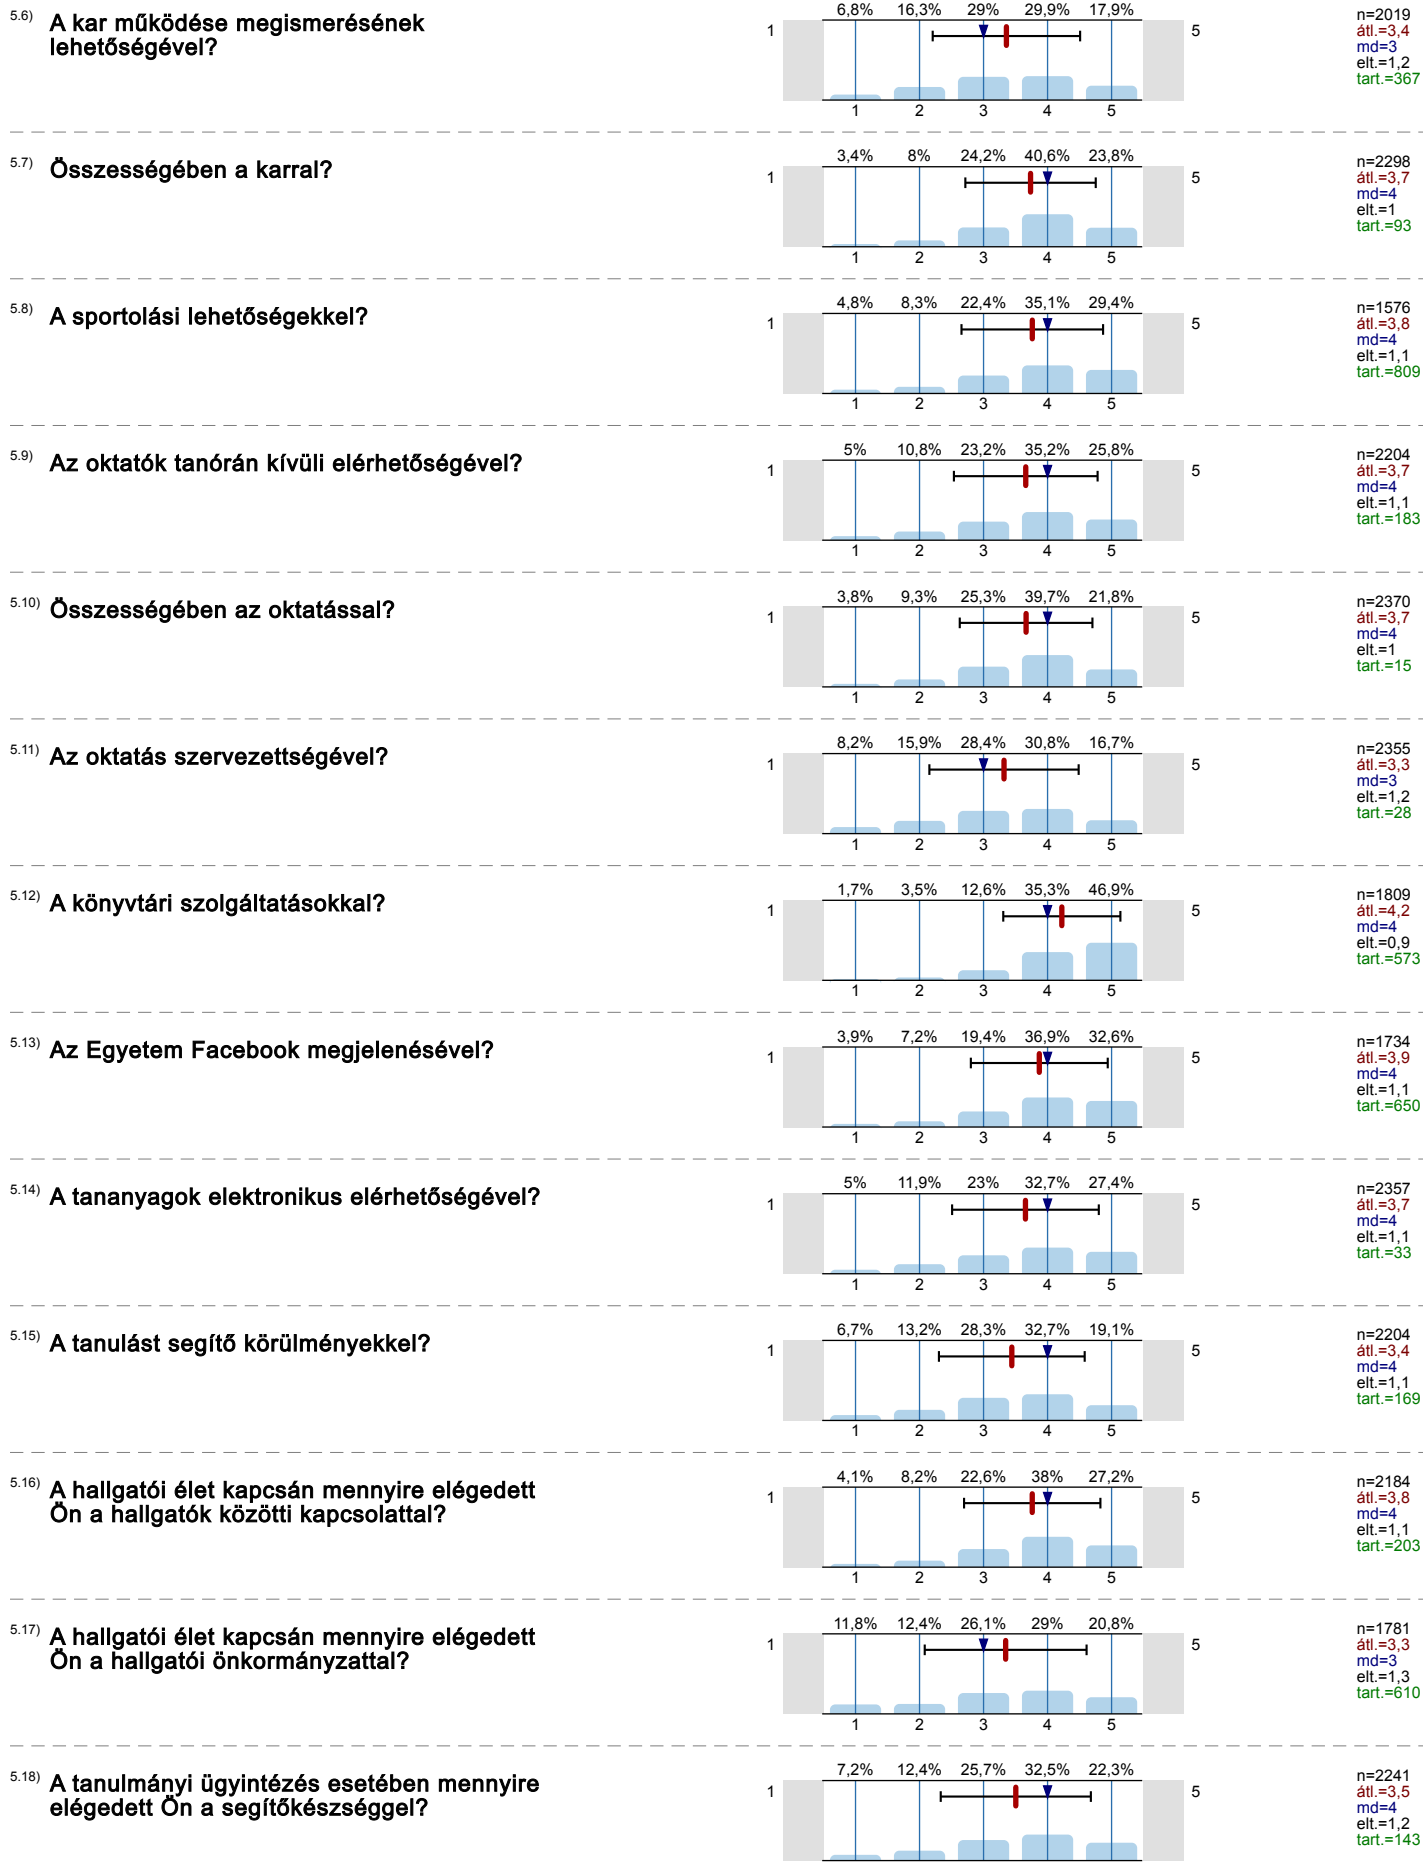 5.6) A kar működése megismerésének
lehetőségével?
6,8% 16,3% 29% 29,9% 17,9%
1 5
1 2 3 4 5
n=2019
átl.=3,4
md=3
elt.=1,2
tart.=367
5.7) Összességében a karral?
3,4% 8% 24,2% 40,6% 23,8%
1 5
1 2 3 4 5
n=2298
átl.=3,7
md=4
elt.=1
tart.=93
5.8) A sportolási lehetőségekkel?
4,8% 8,3% 22,4% 35,1% 29,4%
1 5
1 2 3 4 5
n=1576
átl.=3,8
md=4
elt.=1,1
tart.=809
5.9) Az oktatók tanórán kívüli elérhetőségével?
5% 10,8% 23,2% 35,2% 25,8%
1 5
1 2 3 4 5
n=2204
átl.=3,7
md=4
elt.=1,1
tart.=183
5.10) Összességében az oktatással?
3,8% 9,3% 25,3% 39,7% 21,8%
1 5
1 2 3 4 5
n=2370
átl.=3,7
md=4
elt.=1
tart.=15
5.11) Az oktatás szervezettségével?
8,2% 15,9% 28,4% 30,8% 16,7%
1 5
1 2 3 4 5
n=2355
átl.=3,3
md=3
elt.=1,2
tart.=28
5.12) A könyvtári szolgáltatásokkal?
1,7% 3,5% 12,6% 35,3% 46,9%
1 5
1 2 3 4 5
n=1809
átl.=4,2
md=4
elt.=0,9
tart.=573
5.13) Az Egyetem Facebook megjelenésével?
3,9% 7,2% 19,4% 36,9% 32,6%
1 5
1 2 3 4 5
n=1734
átl.=3,9
md=4
elt.=1,1
tart.=650
5.14) A tananyagok elektronikus elérhetőségével?
5% 11,9% 23% 32,7% 27,4%
1 5
1 2 3 4 5
n=2357
átl.=3,7
md=4
elt.=1,1
tart.=33
5.15) A tanulást segítő körülményekkel?
6,7% 13,2% 28,3% 32,7% 19,1%
1 5
1 2 3 4 5
n=2204
átl.=3,4
md=4
elt.=1,1
tart.=169
5.16) A hallgatói élet kapcsán mennyire elégedett
Ön a hallgatók közötti kapcsolattal?
4,1% 8,2% 22,6% 38% 27,2%
1 5
1 2 3 4 5
n=2184
átl.=3,8
md=4
elt.=1,1
tart.=203
5.17) A hallgatói élet kapcsán mennyire elégedett
Ön a hallgatói önkormányzattal?
11,8% 12,4% 26,1% 29% 20,8%
1 5
1 2 3 4 5
n=1781
átl.=3,3
md=3
elt.=1,3
tart.=610
5.18) A tanulmányi ügyintézés esetében mennyire
elégedett Ön a segítőkészséggel?
7,2% 12,4% 25,7% 32,5% 22,3%
1 5
n=2241
átl.=3,5
md=4
elt.=1,2
tart.=143